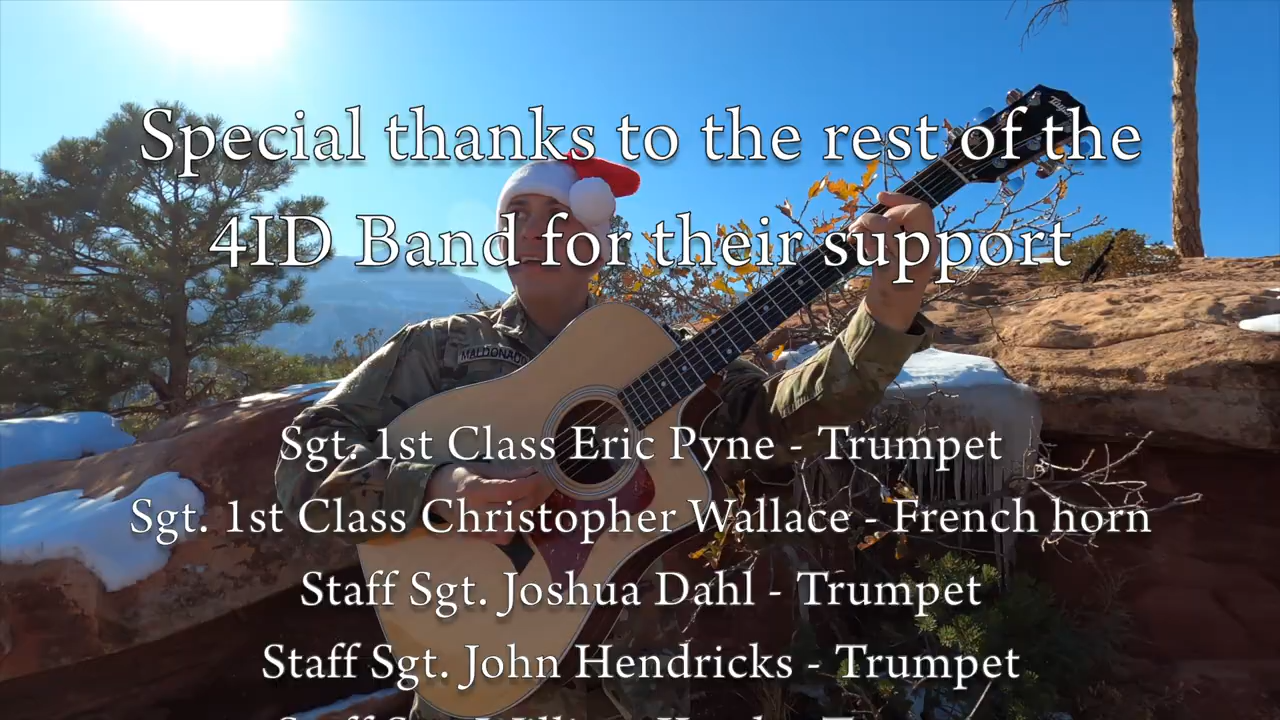 Special thanks to the rest of the
4ID Band for their support
MALDONADO
Sgt. 1st Class Eric Pyne - Trumpet
Sgt. 1st Class Christopher Wallace - French horn
Staff Sgt. Joshua Dahl - Trumpet
Staff Sgt. John Hendricks - Trumpet